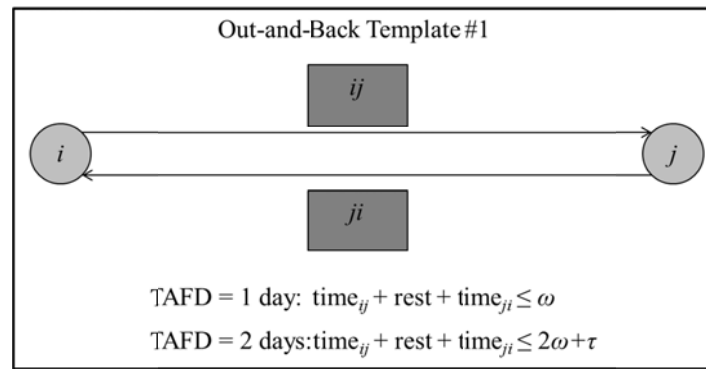 Out-and-Back Template #1
ij
i
j
ji
TAFD = 1 day: time_ij + rest + time_ji ≤ ω
TAFD = 2 days:time_ij + rest + time_ji ≤ 2ω+τ